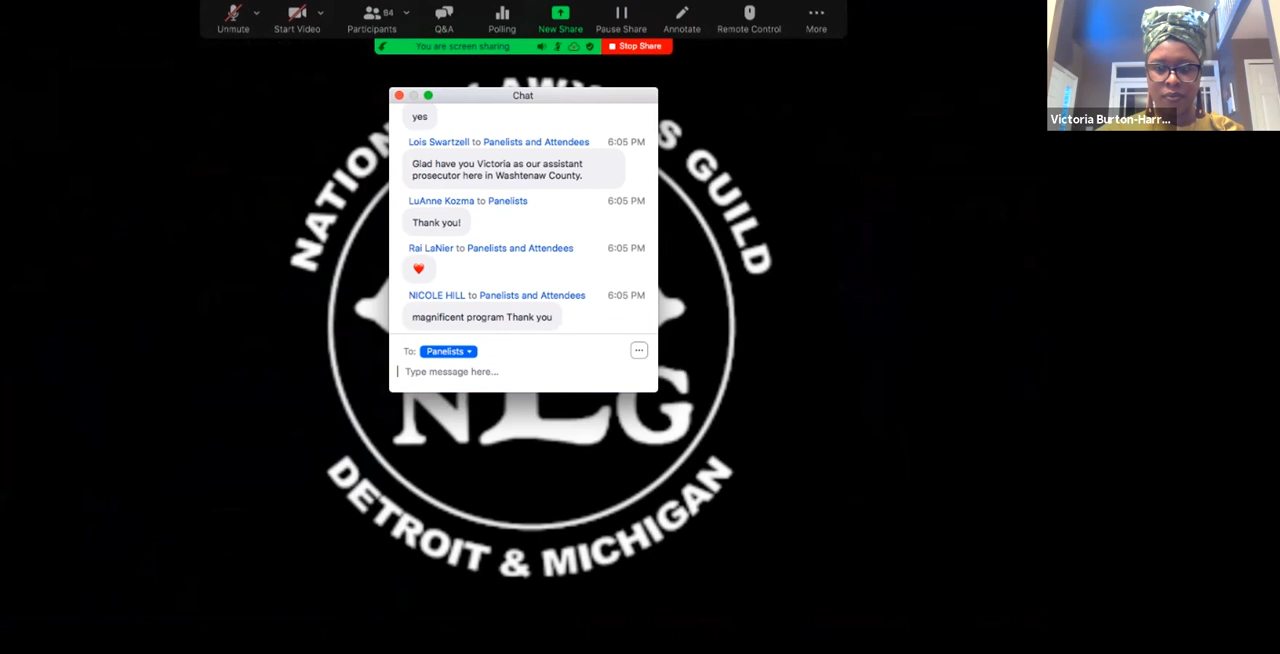 Unmute
Start Video
64
Participants
Q&A
Polling
New Share
Pause Share
Annotate
Remote Control
More
You are screen sharing
Stop Share
Victoria Burton-Harr...
Chat
yes
Lois Swartzell to Panelists and Attendees 6:05 PM
Glad have you Victoria as our assistant
prosecutor here in Washtenaw County.
LuAnne Kozma to Panelists 6:05 PM
Thank you!
Rai LaNier to Panelists and Attendees 6:05 PM
❤️
NICOLE HILL to Panelists and Attendees 6:05 PM
magnificent program Thank you
To: Panelists
Type message here...
GUILD
NLG
DETROIT & MICHIGAN